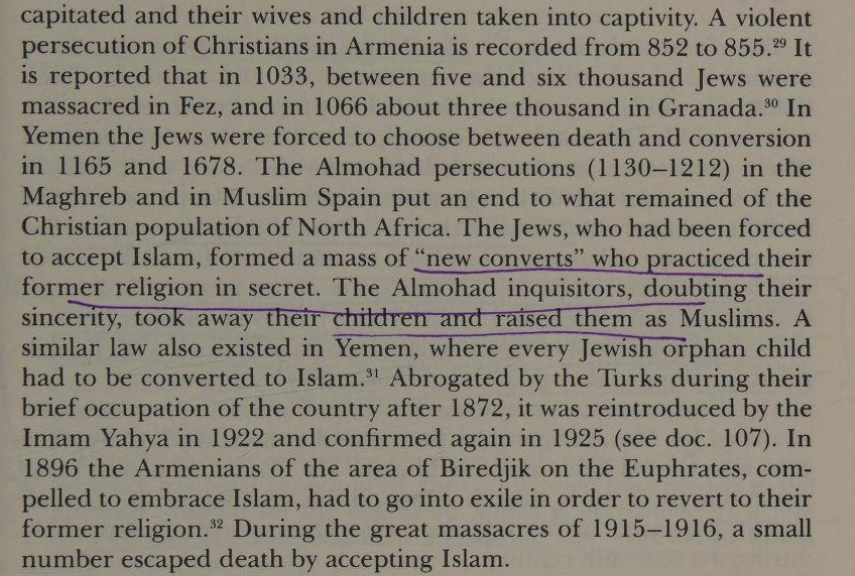 capitated and their wives and children taken into captivity. A violent
persecution of Christians in Armenia is recorded from 852 to 855.²⁹ It
is reported that in 1033, between five and six thousand Jews were
massacred in Fez, and in 1066 about three thousand in Granada.³⁰ In
Yemen the Jews were forced to choose between death and conversion
in 1165 and 1678. The Almohad persecutions (1130–1212) in the
Maghreb and in Muslim Spain put an end to what remained of the
Christian population of North Africa. The Jews, who had been forced
to accept Islam, formed a mass of “new converts” who practiced their
former religion in secret. The Almohad inquisitors, doubting their
sincerity, took away their children and raised them as Muslims. A
similar law also existed in Yemen, where every Jewish orphan child
had to be converted to Islam.³¹ Abrogated by the Turks during their
brief occupation of the country after 1872, it was reintroduced by the
Imam Yahya in 1922 and confirmed again in 1925 (see doc. 107). In
1896 the Armenians of the area of Biredjik on the Euphrates, com-
pelled to embrace Islam, had to go into exile in order to revert to their
former religion.³² During the great massacres of 1915–1916, a small
number escaped death by accepting Islam.